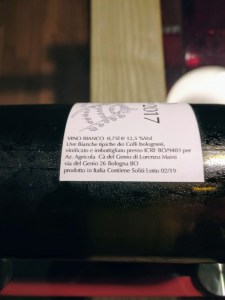 2017
VINO BIANCO 0,75l e 12,5 %Vol
Uve Bianche tipiche dei Colli bolognesi,
vinificato e imbottigliato presso ICRF BO/9403 per
Az. Agricola Cà del Genio di Lorenzo Maini
via del Genio 26 Bologna BO
prodotto in Italia Contiene Solfiti Lotto 02/19